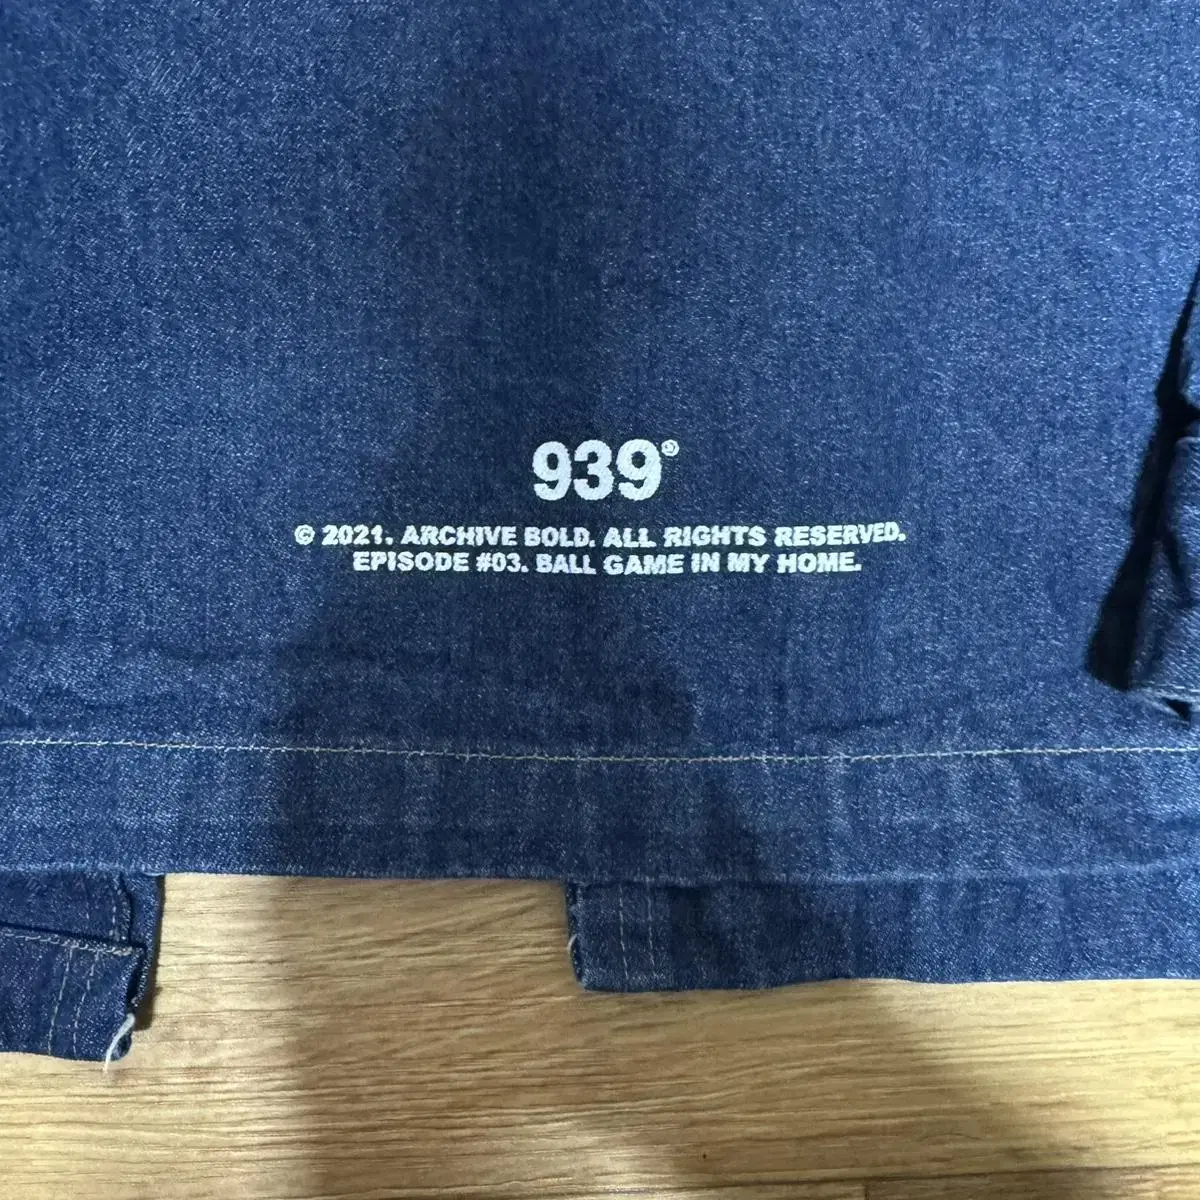 939®
© 2021. ARCHIVE BOLD. ALL RIGHTS RESERVED.
EPISODE #03. BALL GAME IN MY HOME.